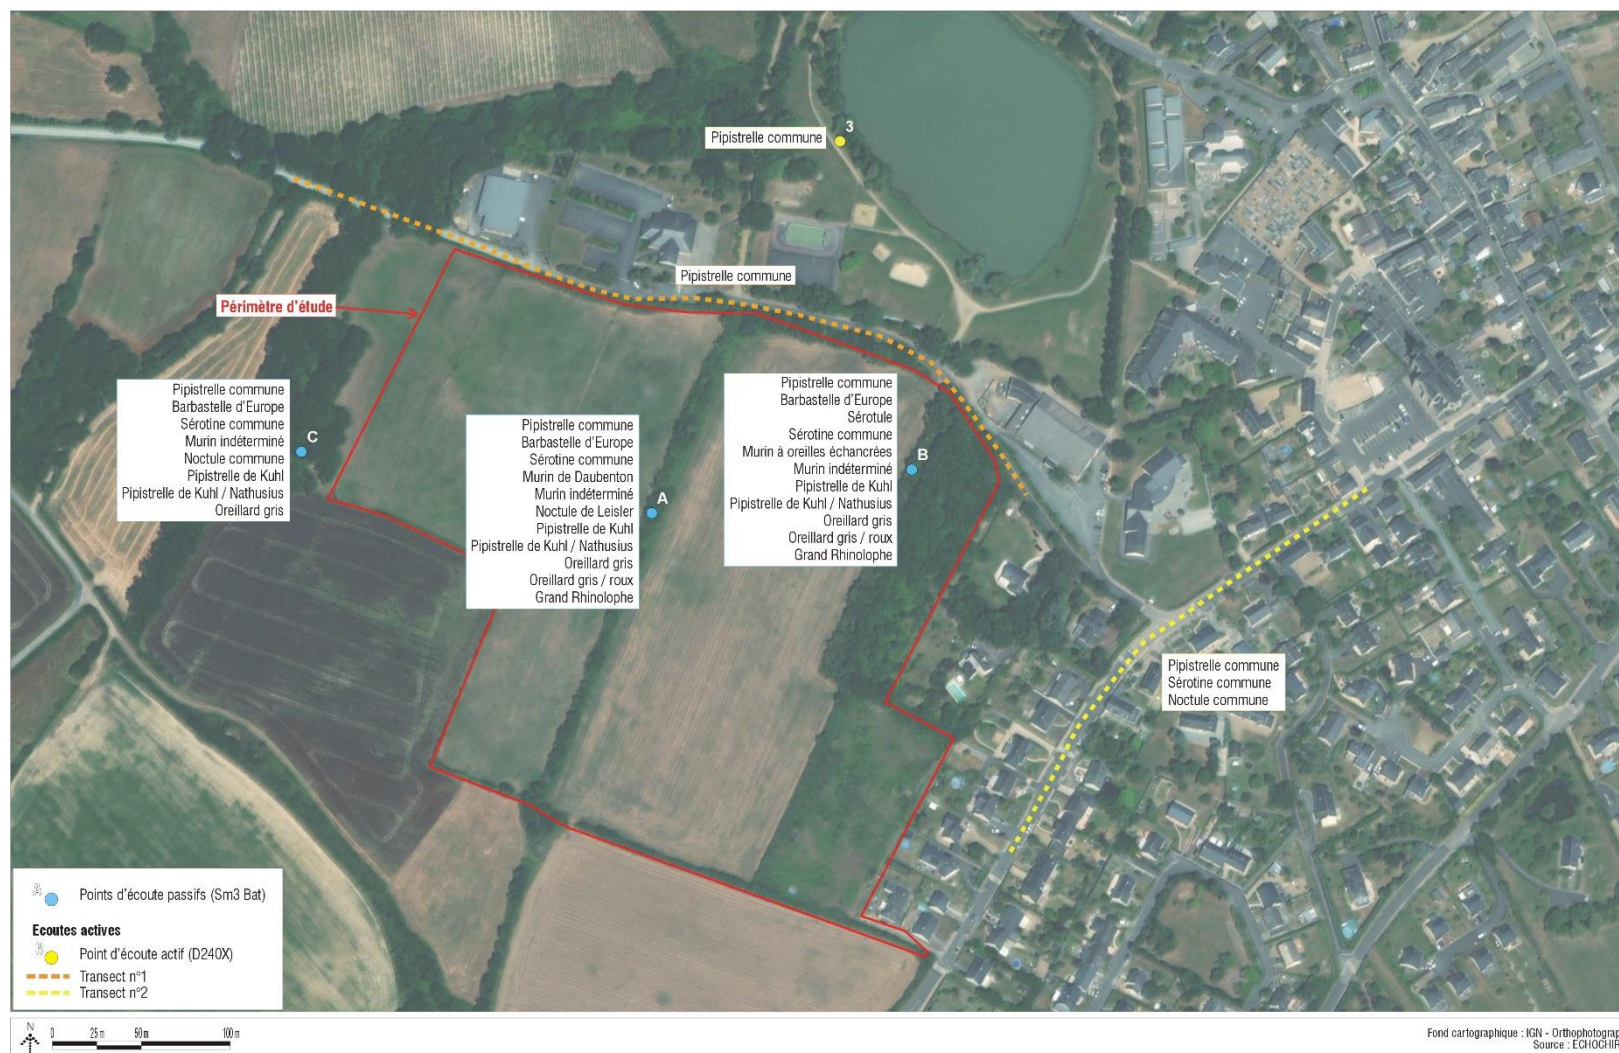 3
Pipistrelle commune
Pipistrelle commune
Périmètre d'étude
Pipistrelle commune
Barbastelle d'Europe
Sérotine commune
Murin indéterminé
Noctule commune
Pipistrelle de Kuhl
Pipistrelle de Kuhl / Nathusius
Oreillard gris
C
Pipistrelle commune
Barbastelle d'Europe
Sérotine commune
Murin de Daubenton
Murin indéterminé
Noctule de Leisler
Pipistrelle de Kuhl
Pipistrelle de Kuhl / Nathusius
Oreillard gris
Oreillard gris / roux
Grand Rhinolophe
A
Pipistrelle commune
Barbastelle d'Europe
Sérotule
Sérotine commune
Murin à oreilles échancrées
Murin indéterminé
Pipistrelle de Kuhl
Pipistrelle de Kuhl / Nathusius
Oreillard gris
Oreillard gris / roux
Grand Rhinolophe
B
Pipistrelle commune
Sérotine commune
Noctule commune
A
Points d'écoute passifs (Sm3 Bat)
Ecoutes actives
Point d'écoute actif (D240X)
Transect n°1
Transect n°2
N
0 25 m 50 m 100 m
Fond cartographique : IGN - Orthophotograp
Source : ECHOCHIR